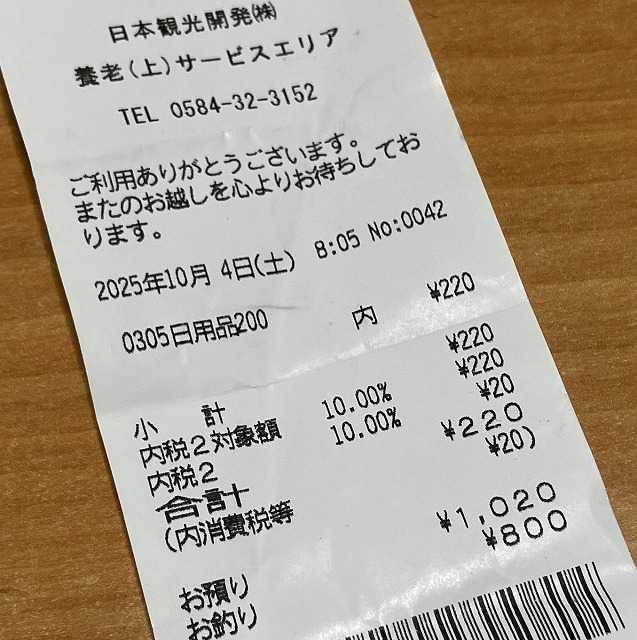 日本観光開発㈱
養老(上)サービスエリア
TEL 0584-32-3152
ご利用ありがとうございます。
またのお越しを心よりお待ちしてお
ります。
2025年10月 4日(土) 8:05 No:0042
0305日用品200 内 ¥220
小 計 ¥220
内税2対象額 10.00% ¥220
内税2 10.00% ¥20
合計 ¥220
(内消費税等 ¥20)
お預り ¥1,020
お釣り ¥800